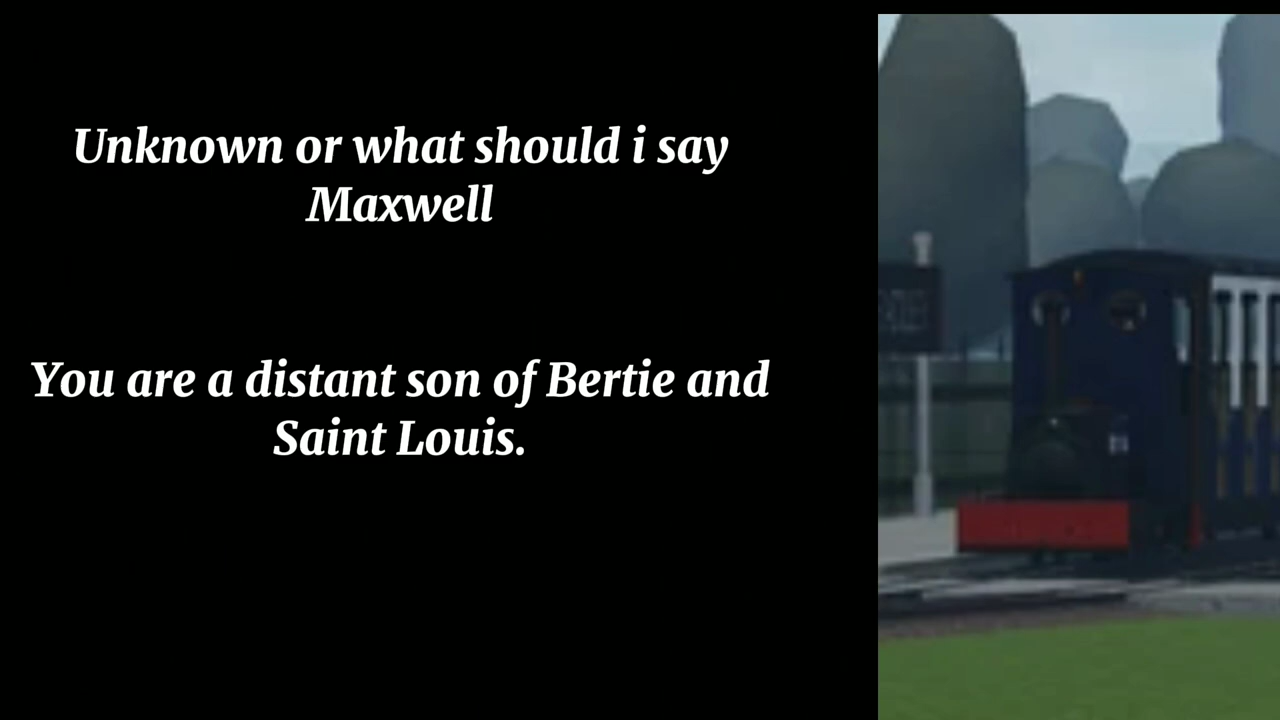 Unknown or what should i say
Maxwell
You are a distant son of Bertie and
Saint Louis.